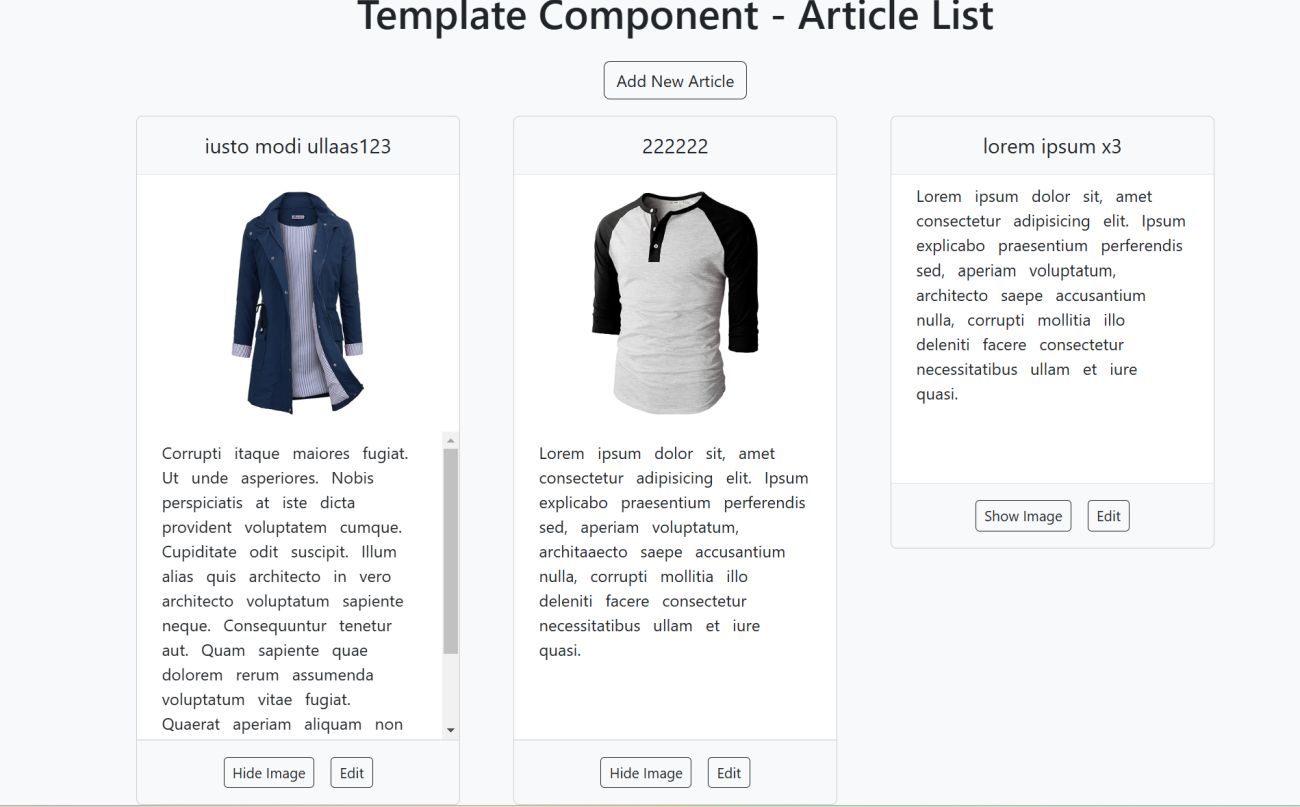 Template Component - Article List
Add New Article
iusto modi ullaas123
Corrupti itaque maiores fugiat.
Ut unde asperiores. Nobis
perspiciatis at iste dicta
provident voluptatem cumque.
Cupiditate odit suscipit. Illum
alias quis architecto in vero
architecto voluptatum sapiente
neque. Consequuntur tenetur
aut. Quam sapiente quae
dolorem rerum assumenda
voluptatum vitae fugiat.
Quaerat aperiam aliquam non
Hide Image
Edit
222222
Lorem ipsum dolor sit, amet
consectetur adipisicing elit. Ipsum
explicabo praesentium perferendis
sed, aperiam voluptatum,
architaaecto saepe accusantium
nulla, corrupti mollitia illo
deleniti facere consectetur
necessitatibus ullam et iure
quasi.
Hide Image
Edit
lorem ipsum x3
Lorem ipsum dolor sit, amet
consectetur adipisicing elit. Ipsum
explicabo praesentium perferendis
sed, aperiam voluptatum,
architecto saepe accusantium
nulla, corrupti mollitia illo
deleniti facere consectetur
necessitatibus ullam et iure
quasi.
Show Image
Edit